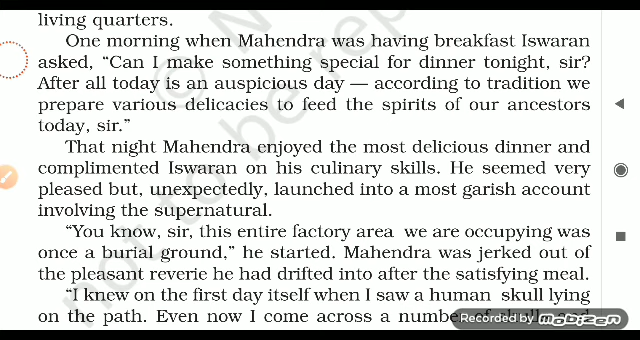 living quarters.
One morning when Mahendra was having breakfast Iswaran
asked, “Can I make something special for dinner tonight, sir?
After all today is an auspicious day — according to tradition we
prepare various delicacies to feed the spirits of our ancestors
today, sir.”
That night Mahendra enjoyed the most delicious dinner and
complimented Iswaran on his culinary skills. He seemed very
pleased but, unexpectedly, launched into a most garish account
involving the supernatural.
“You know, sir, this entire factory area we are occupying was
once a burial ground,” he started. Mahendra was jerked out of
the pleasant reverie he had drifted into after the satisfying meal.
“I knew on the first day itself when I saw a human skull lying
on the path. Even now I come across a number
Recorded by mobizen
not to be